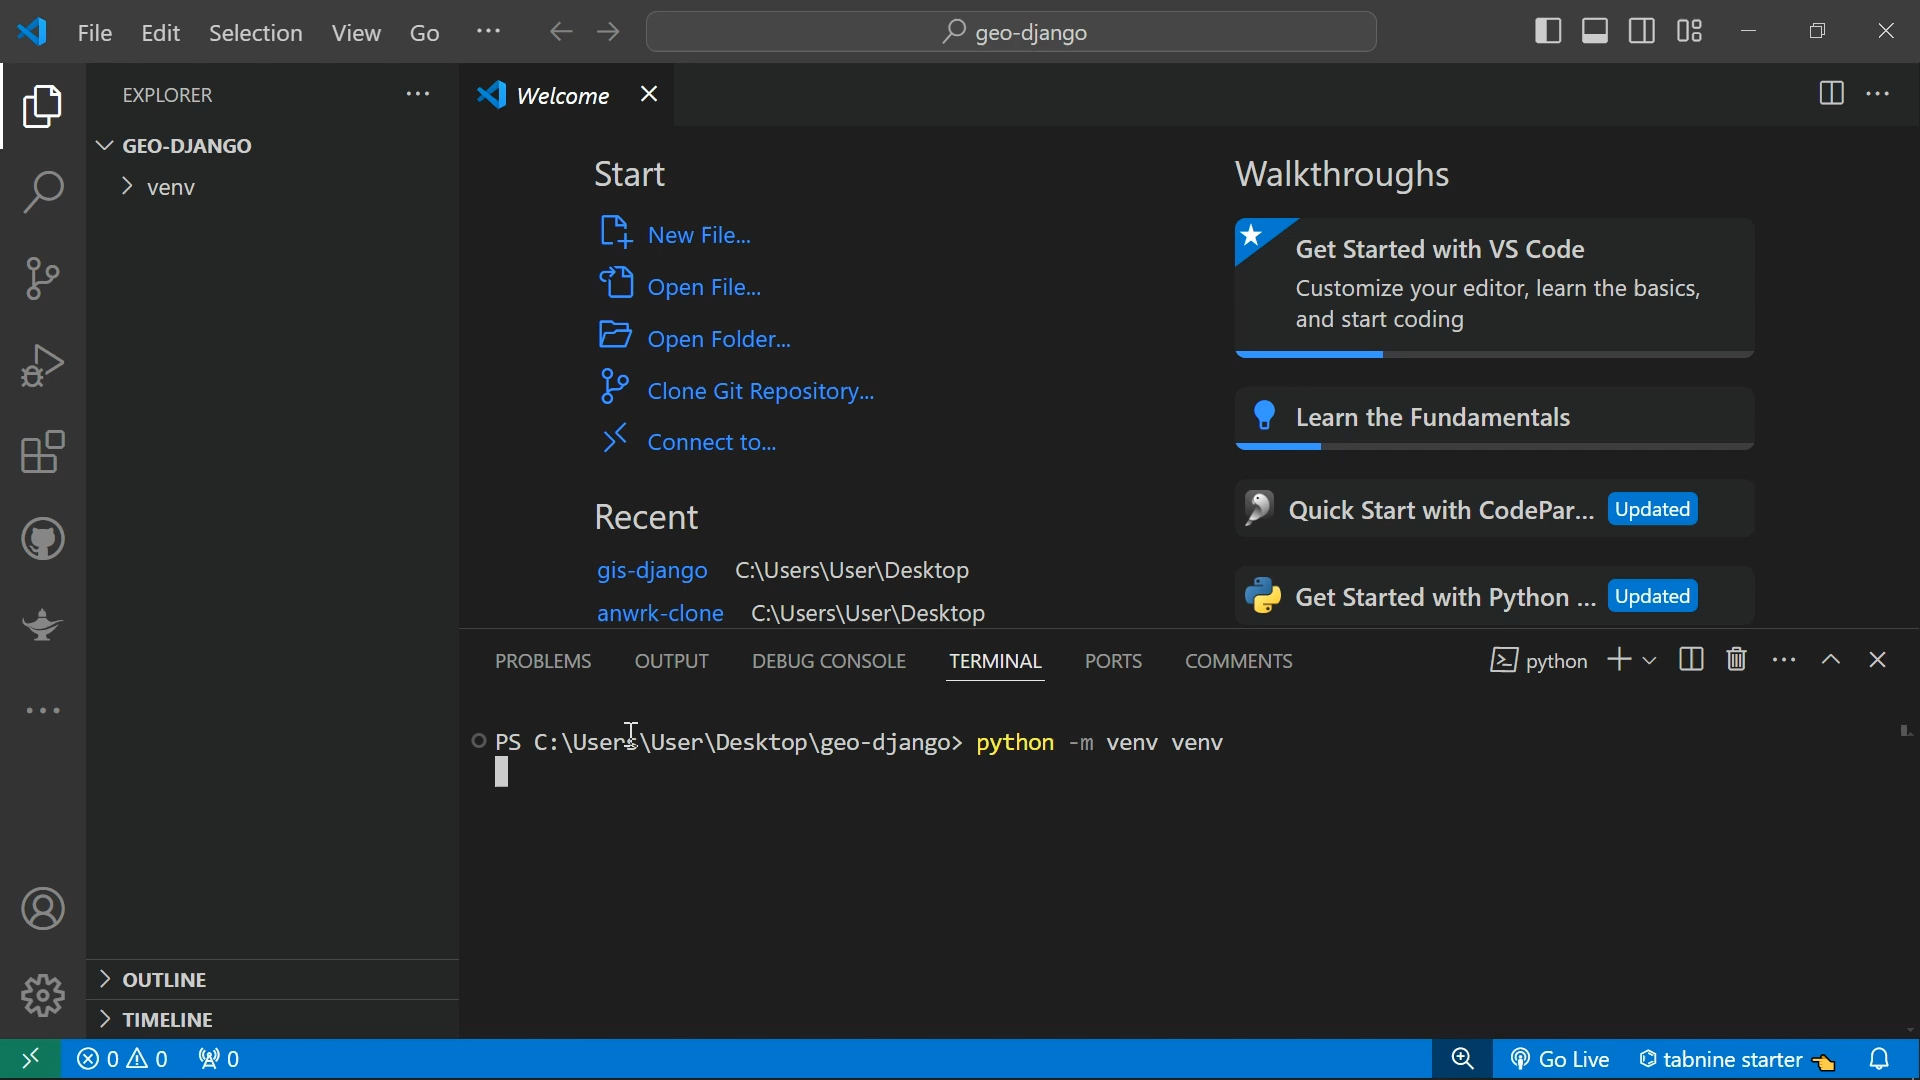 File Edit Selection View Go ··· geo-django
EXPLORER ···
GEO-DJANGO
venv
OUTLINE
TIMELINE
Welcome
Start
New File...
Open File...
Open Folder...
Clone Git Repository...
Connect to...
Recent
gis-django C:\Users\User\Desktop
anwrk-clone C:\Users\User\Desktop
Walkthroughs
Get Started with VS Code
Customize your editor, learn the basics,
and start coding
Learn the Fundamentals
Quick Start with CodePar... Updated
Get Started with Python ... Updated
PROBLEMS OUTPUT DEBUG CONSOLE TERMINAL PORTS COMMENTS python
PS C:\Users\User\Desktop\geo-django> python -m venv venv
0 0 0 Go Live tabnine starter